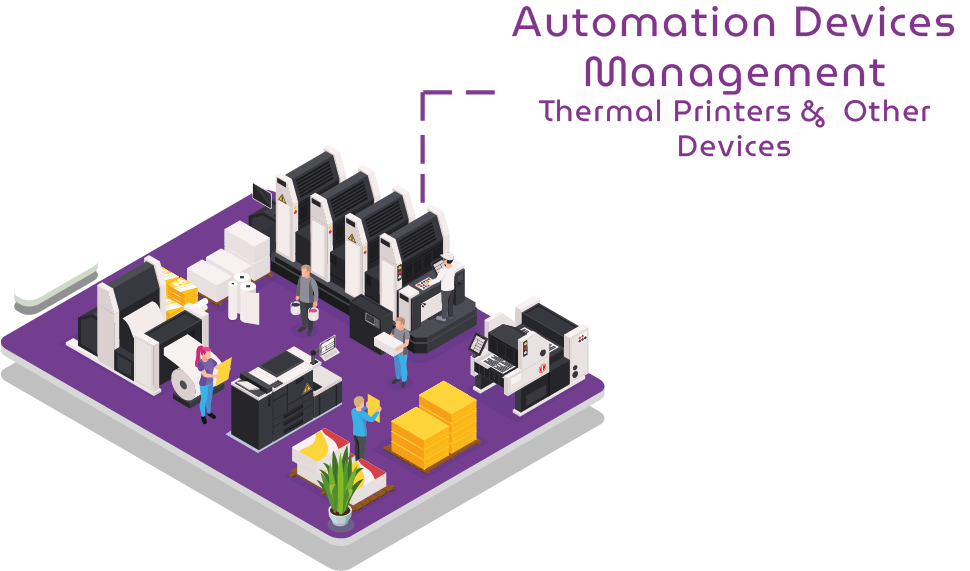 Automation Devices
Management
Thermal Printers & Other
Devices